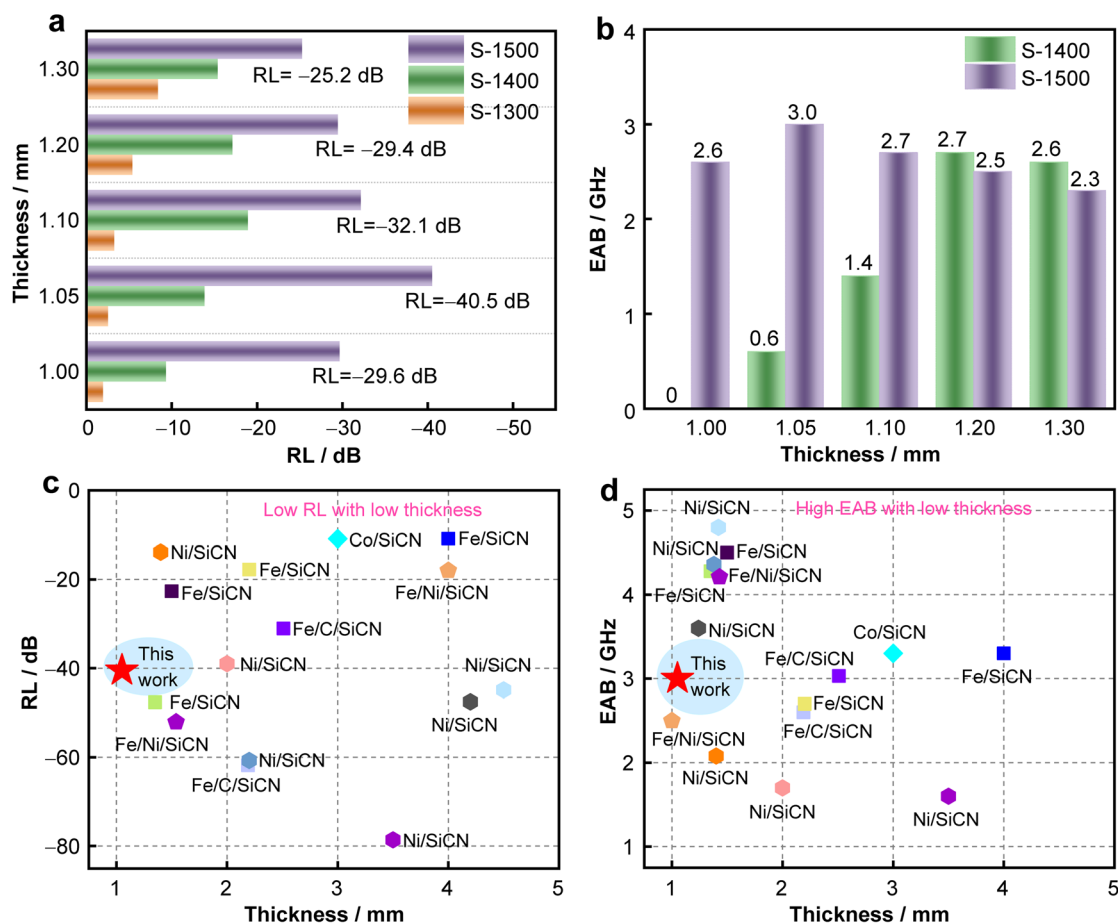 a
S-1500
S-1400
S-1300
1.30
RL= −25.2 dB
1.20
RL= −29.4 dB
1.10
RL=−32.1 dB
1.05
RL=−40.5 dB
1.00
RL=−29.6 dB
Thickness / mm
0 −10 −20 −30 −40 −50
RL / dB
b
S-1400
S-1500
4
3
2
1
0
EAB / GHz
0 2.6 0.6 3.0 1.4 2.7 2.7 2.5 2.6 2.3
1.00 1.05 1.10 1.20 1.30
Thickness / mm
c
Low RL with low thickness
0
−20
−40
−60
−80
RL / dB
Ni/SiCN
Co/SiCN
Fe/SiCN
Fe/SiCN
Fe/Ni/SiCN
Fe/SiCN
Fe/C/SiCN
This
work
Ni/SiCN
Ni/SiCN
Fe/SiCN
Ni/SiCN
Fe/Ni/SiCN
Ni/SiCN
Fe/C/SiCN
Ni/SiCN
1 2 3 4 5
Thickness / mm
d
High EAB with low thickness
5
4
3
2
1
EAB / GHz
Ni/SiCN
Ni/SiCN
Fe/SiCN
Fe/Ni/SiCN
Fe/SiCN
Ni/SiCN
Co/SiCN
This
work
Fe/C/SiCN
Fe/SiCN
Fe/SiCN
Fe/C/SiCN
Fe/Ni/SiCN
Ni/SiCN
Ni/SiCN
Ni/SiCN
1 2 3 4 5
Thickness / mm